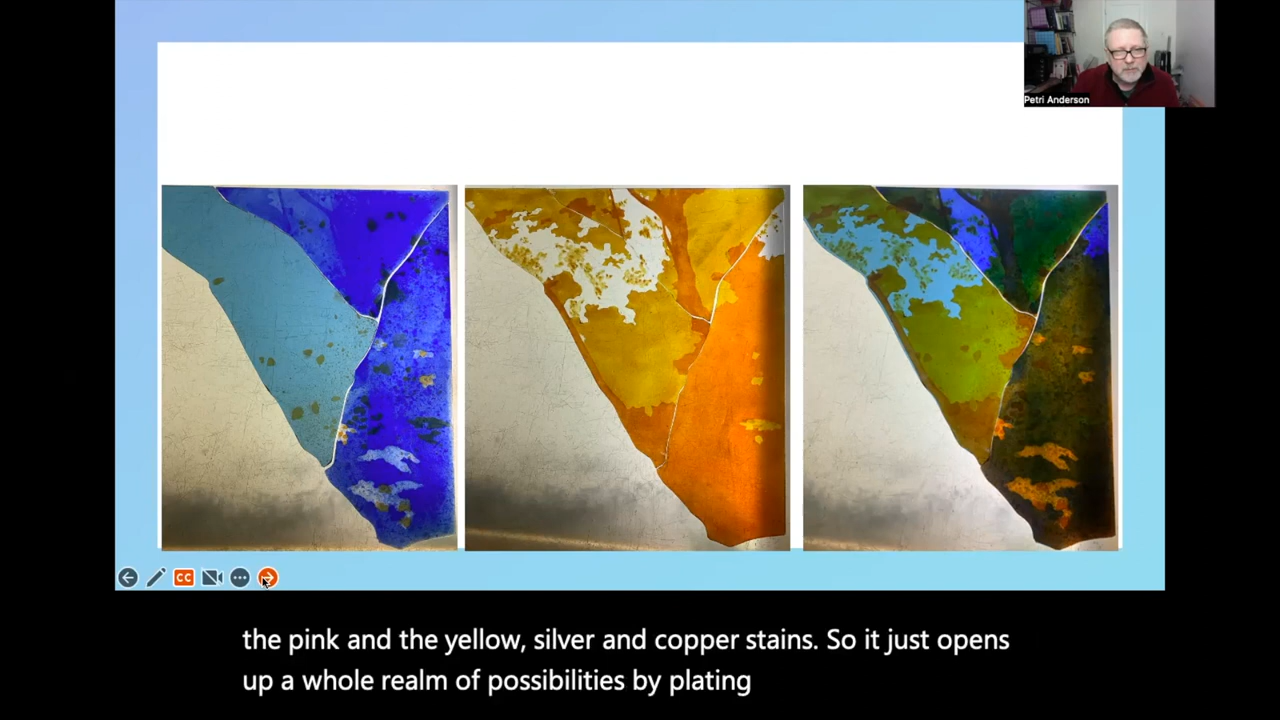 Petri Anderson
CC
the pink and the yellow, silver and copper stains. So it just opens
up a whole realm of possibilities by plating